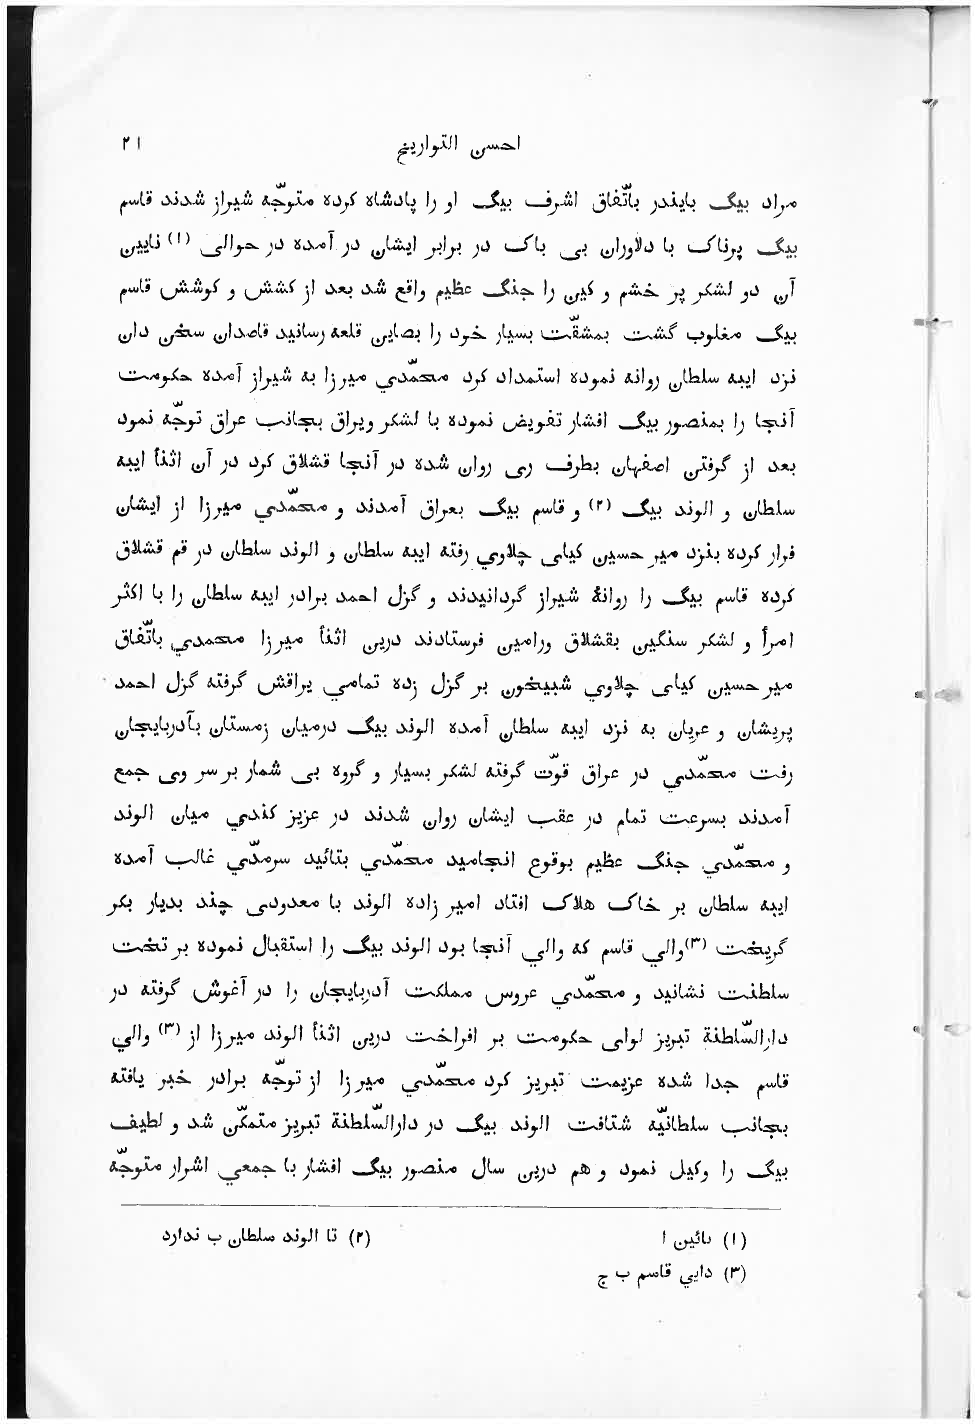 احسن التواریخ ۲۱
مراد بیگ بایندر باتّفاق اشرف بیگ او را پادشاه کرده متوجّه شیراز شدند قاسم
بیگ پرناک با دلاوران بی باک در برابر ایشان در آمده در حوالی (۱) نایین
آن دو لشکر پر خشم و کین را جنگ عظیم واقع شد بعد از کشش و کوشش قاسم
بیگ مغلوب گشت بمشقّت بسیار خود را بصاین قلعه رسانید قاصدان سخن دان
نزد ایبه سلطان روانه نموده استمداد کرد محمّدي میرزا به شیراز آمده حکومت
آنجا را بمنصور بیگ افشار تفویض نموده با لشکر ویراق بجانب عراق توجّه نمود
بعد از گرفتن اصفهان بطرف ری روان شده در آنجا قشلاق کرد در آن اثنأ ایبه
سلطان و الوند بیگ (۲) و قاسم بیگ بعراق آمدند و محمّدي میرزا از ایشان
فرار کرده بنزد میر حسین کیای چلاوي رفته ایبه سلطان و الوند سلطان در قم قشلاق
کرده قاسم بیگ را روانهٔ شیراز گردانیدند و گزل احمد برادر ایبه سلطان را با اکثر
امرأ و لشکر سنگین بقشلاق ورامین فرستادند درین اثنأ میرزا محمدي باتّفاق
میر حسین کیای چلاوي شبیخون بر گزل زده تمامي یراقش گرفته گزل احمد
پریشان و عریان به نزد ایبه سلطان آمده الوند بیگ درمیان زمستان بآدربایجان
رفت محمّدي در عراق قوّت گرفته لشکر بسیار و گروه بی شمار بر سر وی جمع
آمدند بسرعت تمام در عقب ایشان روان شدند در عزیز کندي میان الوند
و محمّدي جنگ عظیم بوقوع انجامید محمّدي بتائید سرمدّي غالب آمده
ایبه سلطان بر خاک هلاک افتاد امیر زاده الوند با معدودی چند بدیار بکر
گریخت (۳) والي قاسم که والي آنجا بود الوند بیگ را استقبال نموده بر تخت
سلطنت نشانید و محمّدي عروس مملکت آدربایجان را در آغوش گرفته در
دارالسّلطنة تبریز لوای حکومت بر افراخت درین اثنأ الوند میرزا از (۳) والي
قاسم جدا شده عزیمت تبریز کرد محمّدي میرزا از توجّه برادر خبر یافته
بجانب سلطانیّه شتافت الوند بیگ در دارالسّلطنة تبریز متمکّن شد و لطیف
بیگ را وکیل نمود و هم درین سال منصور بیگ افشار با جمعي اشرار متوجّه
(۱) نائین ا (۲) تا الوند سلطان ب ندارد
(۳) دایي قاسم ب ج